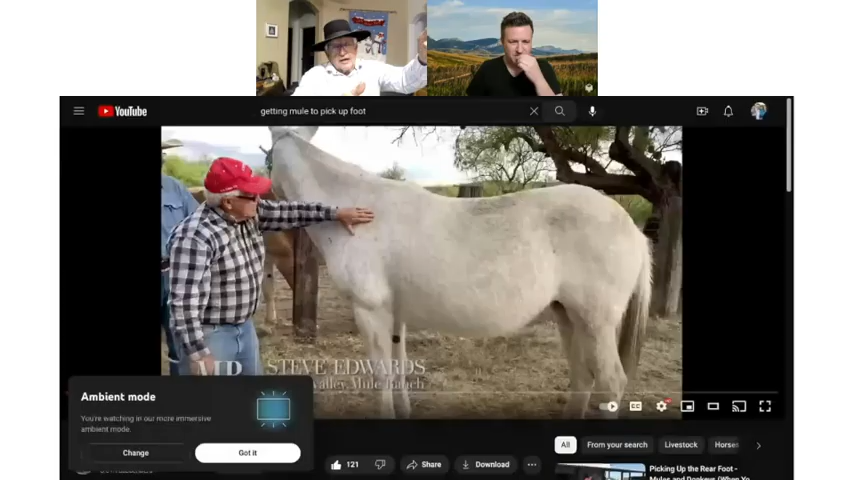 YouTube
getting mule to pick up foot
STEVE EDWARDS
Valley Mule Ranch
Ambient mode
You're watching in our more immersive
ambient mode.
Change
Got it
121
Share
Download
All
From your search
Livestock
Horses
Picking Up the Rear Foot -
Mules and Donkeys (When Yo